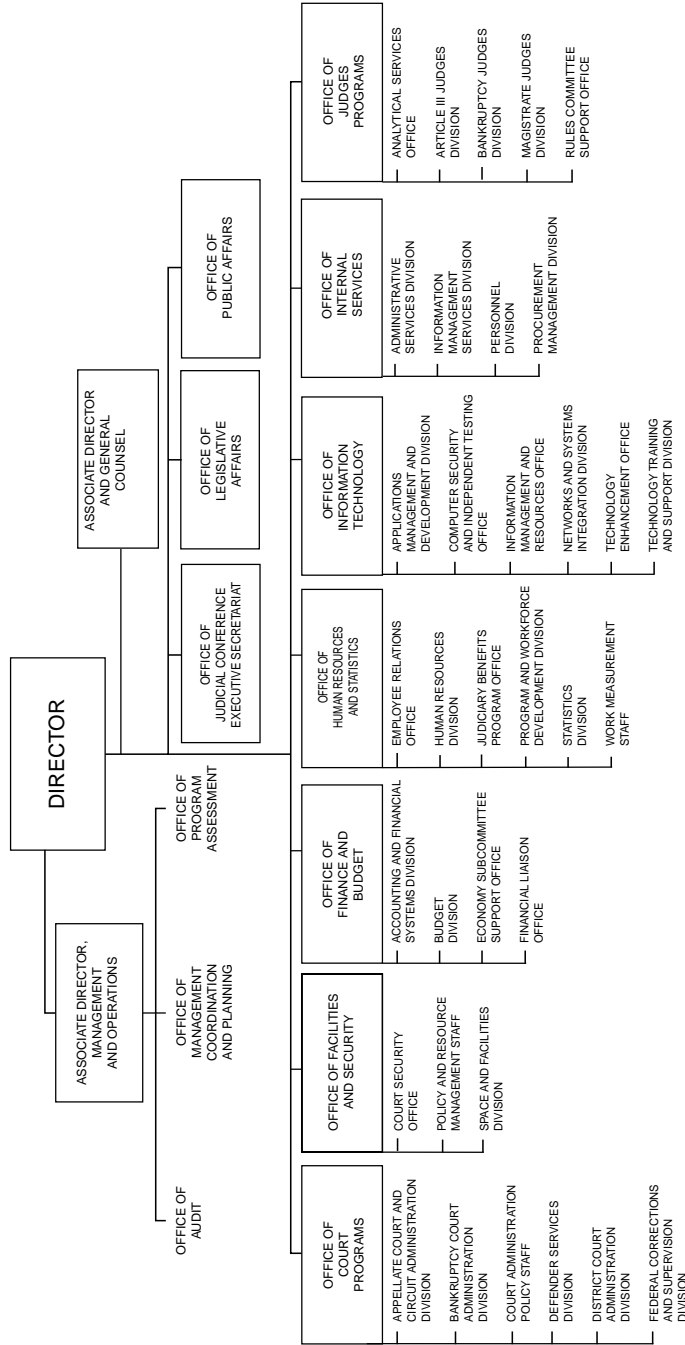 DIRECTOR
ASSOCIATE DIRECTOR,
MANAGEMENT
AND OPERATIONS
ASSOCIATE DIRECTOR
AND GENERAL
COUNSEL
OFFICE OF
AUDIT
OFFICE OF
MANAGEMENT
COORDINATION
AND PLANNING
OFFICE OF
PROGRAM
ASSESSMENT
OFFICE OF
JUDICIAL CONFERENCE
EXECUTIVE SECRETARIAT
OFFICE OF
LEGISLATIVE
AFFAIRS
OFFICE OF
PUBLIC AFFAIRS
OFFICE OF
COURT
PROGRAMS
APPELLATE COURT AND
CIRCUIT ADMINISTRATION
DIVISION
BANKRUPTCY COURT
ADMINISTRATION
DIVISION
COURT ADMINISTRATION
POLICY STAFF
DEFENDER SERVICES
DIVISION
DISTRICT COURT
ADMINISTRATION
DIVISION
FEDERAL CORRECTIONS
AND SUPERVISION
DIVISION
OFFICE OF FACILITIES
AND SECURITY
COURT SECURITY
OFFICE
POLICY AND RESOURCE
MANAGEMENT STAFF
SPACE AND FACILITIES
DIVISION
OFFICE OF
FINANCE AND
BUDGET
ACCOUNTING AND FINANCIAL
SYSTEMS DIVISION
BUDGET
DIVISION
ECONOMY SUBCOMMITTEE
SUPPORT OFFICE
FINANCIAL LIAISON
OFFICE
OFFICE OF
HUMAN RESOURCES
AND STATISTICS
EMPLOYEE RELATIONS
OFFICE
HUMAN RESOURCES
DIVISION
JUDICIARY BENEFITS
PROGRAM OFFICE
PROGRAM AND WORKFORCE
DEVELOPMENT DIVISION
STATISTICS
DIVISION
WORK MEASUREMENT
STAFF
OFFICE OF
INFORMATION
TECHNOLOGY
APPLICATIONS
MANAGEMENT AND
DEVELOPMENT DIVISION
COMPUTER SECURITY
AND INDEPENDENT TESTING
OFFICE
INFORMATION
MANAGEMENT AND
RESOURCES OFFICE
NETWORKS AND SYSTEMS
INTEGRATION DIVISION
TECHNOLOGY
ENHANCEMENT OFFICE
TECHNOLOGY TRAINING
AND SUPPORT DIVISION
OFFICE OF
INTERNAL
SERVICES
ADMINISTRATIVE
SERVICES DIVISION
INFORMATION
MANAGEMENT
SERVICES DIVISION
PERSONNEL
DIVISION
PROCUREMENT
MANAGEMENT DIVISION
OFFICE OF
JUDGES
PROGRAMS
ANALYTICAL SERVICES
OFFICE
ARTICLE III JUDGES
DIVISION
BANKRUPTCY JUDGES
DIVISION
MAGISTRATE JUDGES
DIVISION
RULES COMMITTEE
SUPPORT OFFICE